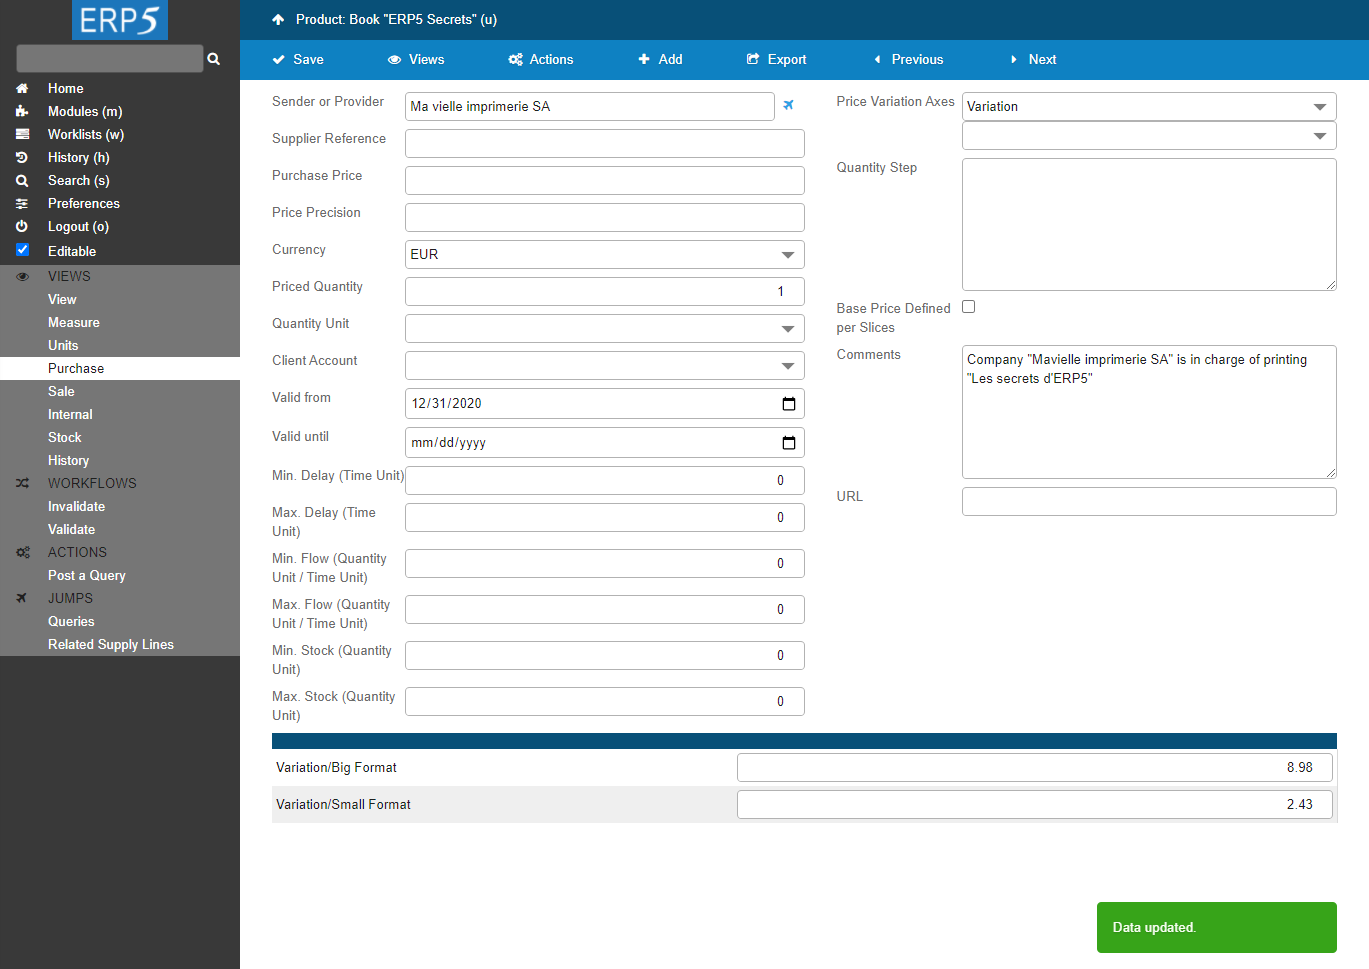 ERP5
Home
Modules (m)
Worklists (w)
History (h)
Search (s)
Preferences
Logout (o)
Editable
VIEWS
View
Measure
Units
Purchase
Sale
Internal
Stock
History
WORKFLOWS
Invalidate
Validate
ACTIONS
Post a Query
JUMPS
Queries
Related Supply Lines
Product: Book "ERP5 Secrets" (u)
Save Views Actions Add Export Previous Next
Sender or Provider Ma vielle imprimerie SA
Supplier Reference
Purchase Price
Price Precision
Currency EUR
Priced Quantity 1
Quantity Unit
Client Account
Valid from 12/31/2020
Valid until mm/dd/yyyy
Min. Delay (Time Unit) 0
Max. Delay (Time
Unit) 0
Min. Flow (Quantity
Unit / Time Unit) 0
Max. Flow (Quantity
Unit / Time Unit) 0
Min. Stock (Quantity
Unit) 0
Max. Stock (Quantity
Unit) 0
Price Variation Axes Variation
Quantity Step
Base Price Defined
per Slices
Comments
Company "Mavielle imprimerie SA" is in charge of printing
"Les secrets d'ERP5"
URL
Variation/Big Format 8.98
Variation/Small Format 2.43
Data updated.